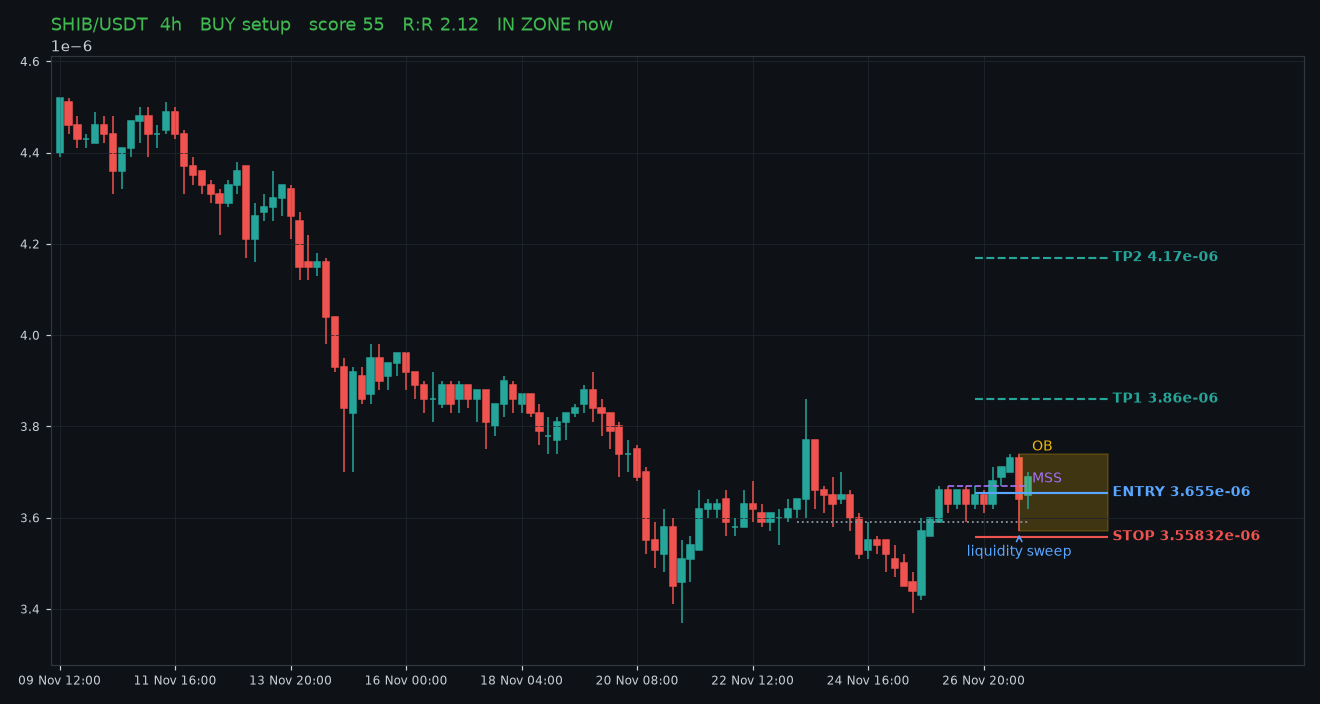 SHIB/USDT 4h BUY setup score 55 R:R 2.12 IN ZONE now
1e−6
4.6
4.4
4.2
4.0
3.8
3.6
3.4
TP2 4.17e-06
TP1 3.86e-06
OB
MSS
ENTRY 3.655e-06
STOP 3.55832e-06
liquidity sweep
09 Nov 12:00 11 Nov 16:00 13 Nov 20:00 16 Nov 00:00 18 Nov 04:00 20 Nov 08:00 22 Nov 12:00 24 Nov 16:00 26 Nov 20:00